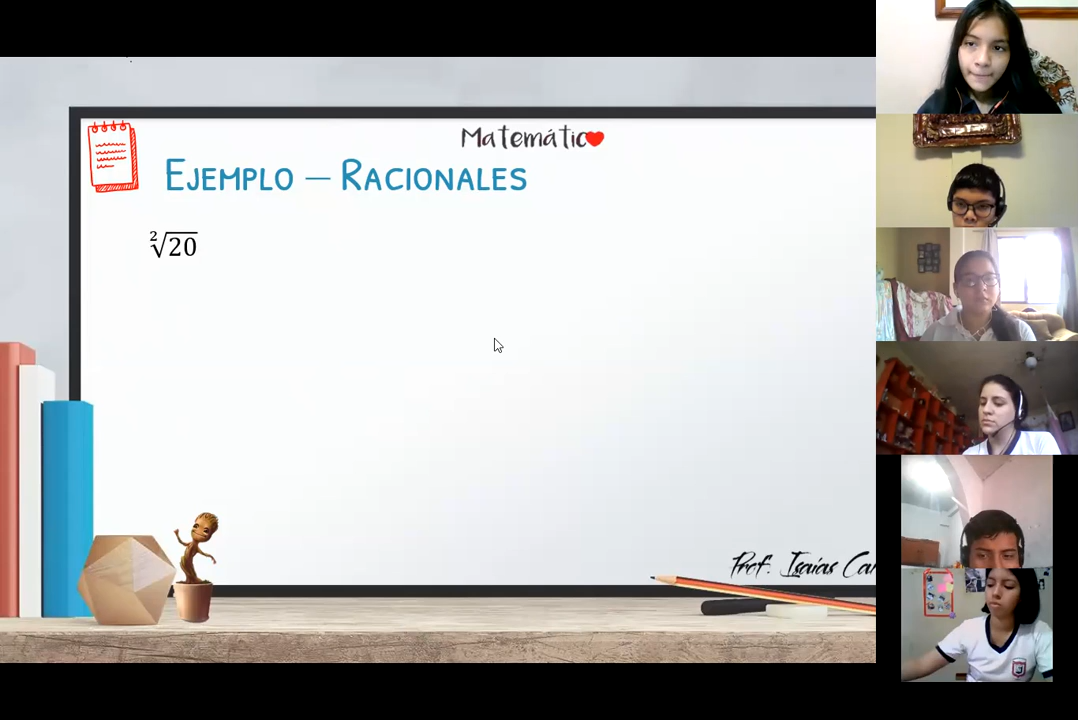 Matemátic
EJEMPLO – RACIONALES
²√20
Prof. Isaías